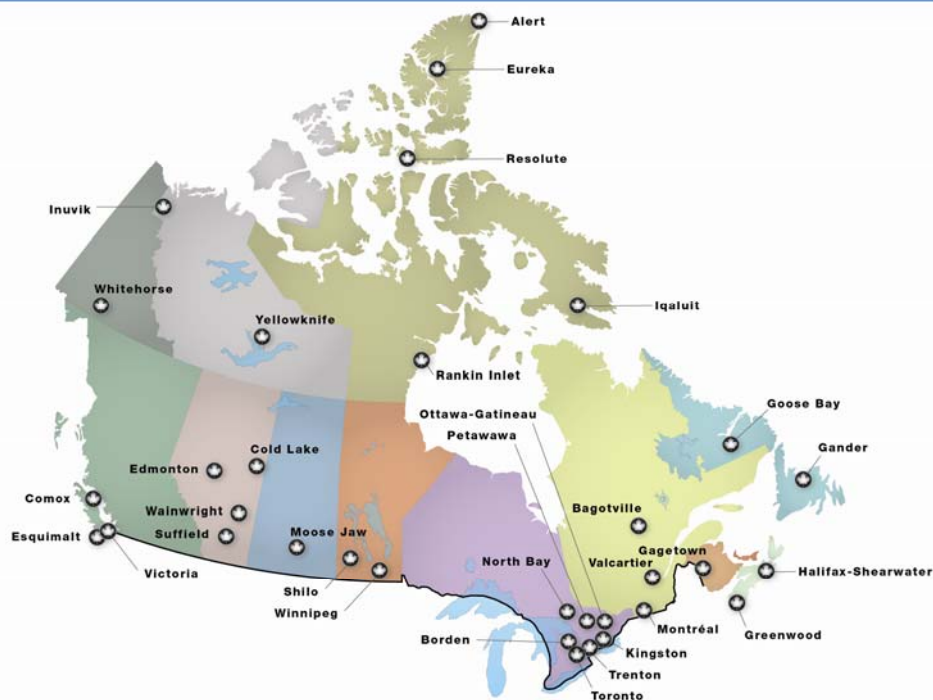 Alert
Eureka
Resolute
Inuvik
Whitehorse
Iqaluit
Yellowknife
Rankin Inlet
Goose Bay
Ottawa-Gatineau
Petawawa
Gander
Cold Lake
Edmonton
Comox
Wainwright
Bagotville
Suffield
Moose Jaw
Esquimalt
Gagetown
North Bay
Valcartier
Halifax-Shearwater
Victoria
Shilo
Winnipeg
Montréal
Greenwood
Borden
Kingston
Trenton
Toronto